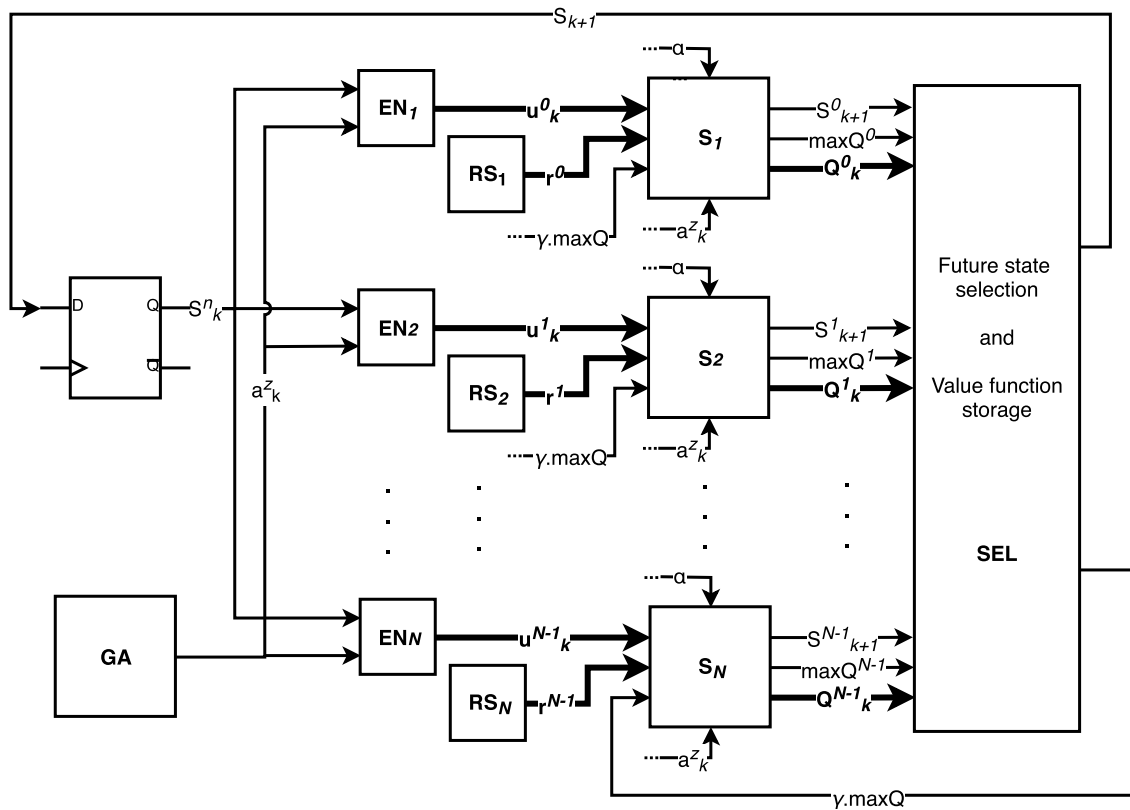 S_{k+1}
α
EN_1
u^0_k
S_1
S^0_{k+1}
maxQ^0
Q^0_k
RS_1
r^0
γ.maxQ
a^z_k
α
D
Q
Q̅
S^n_k
EN_2
u^1_k
S_2
S^1_{k+1}
maxQ^1
Q^1_k
RS_2
r^1
γ.maxQ
a^z_k
a^z_k
Future state
selection
and
Value function
storage
SEL
α
GA
EN_N
u^{N-1}_k
S_N
S^{N-1}_{k+1}
maxQ^{N-1}
Q^{N-1}_k
RS_N
r^{N-1}
a^z_k
γ.maxQ